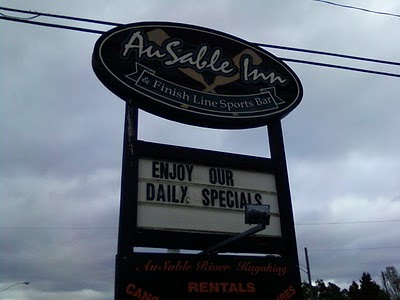 AuSable Inn
& Finish Line Sports Bar
ENJOY OUR
DAILY SPECIALS
AuSable River Kayaking
RENTALS